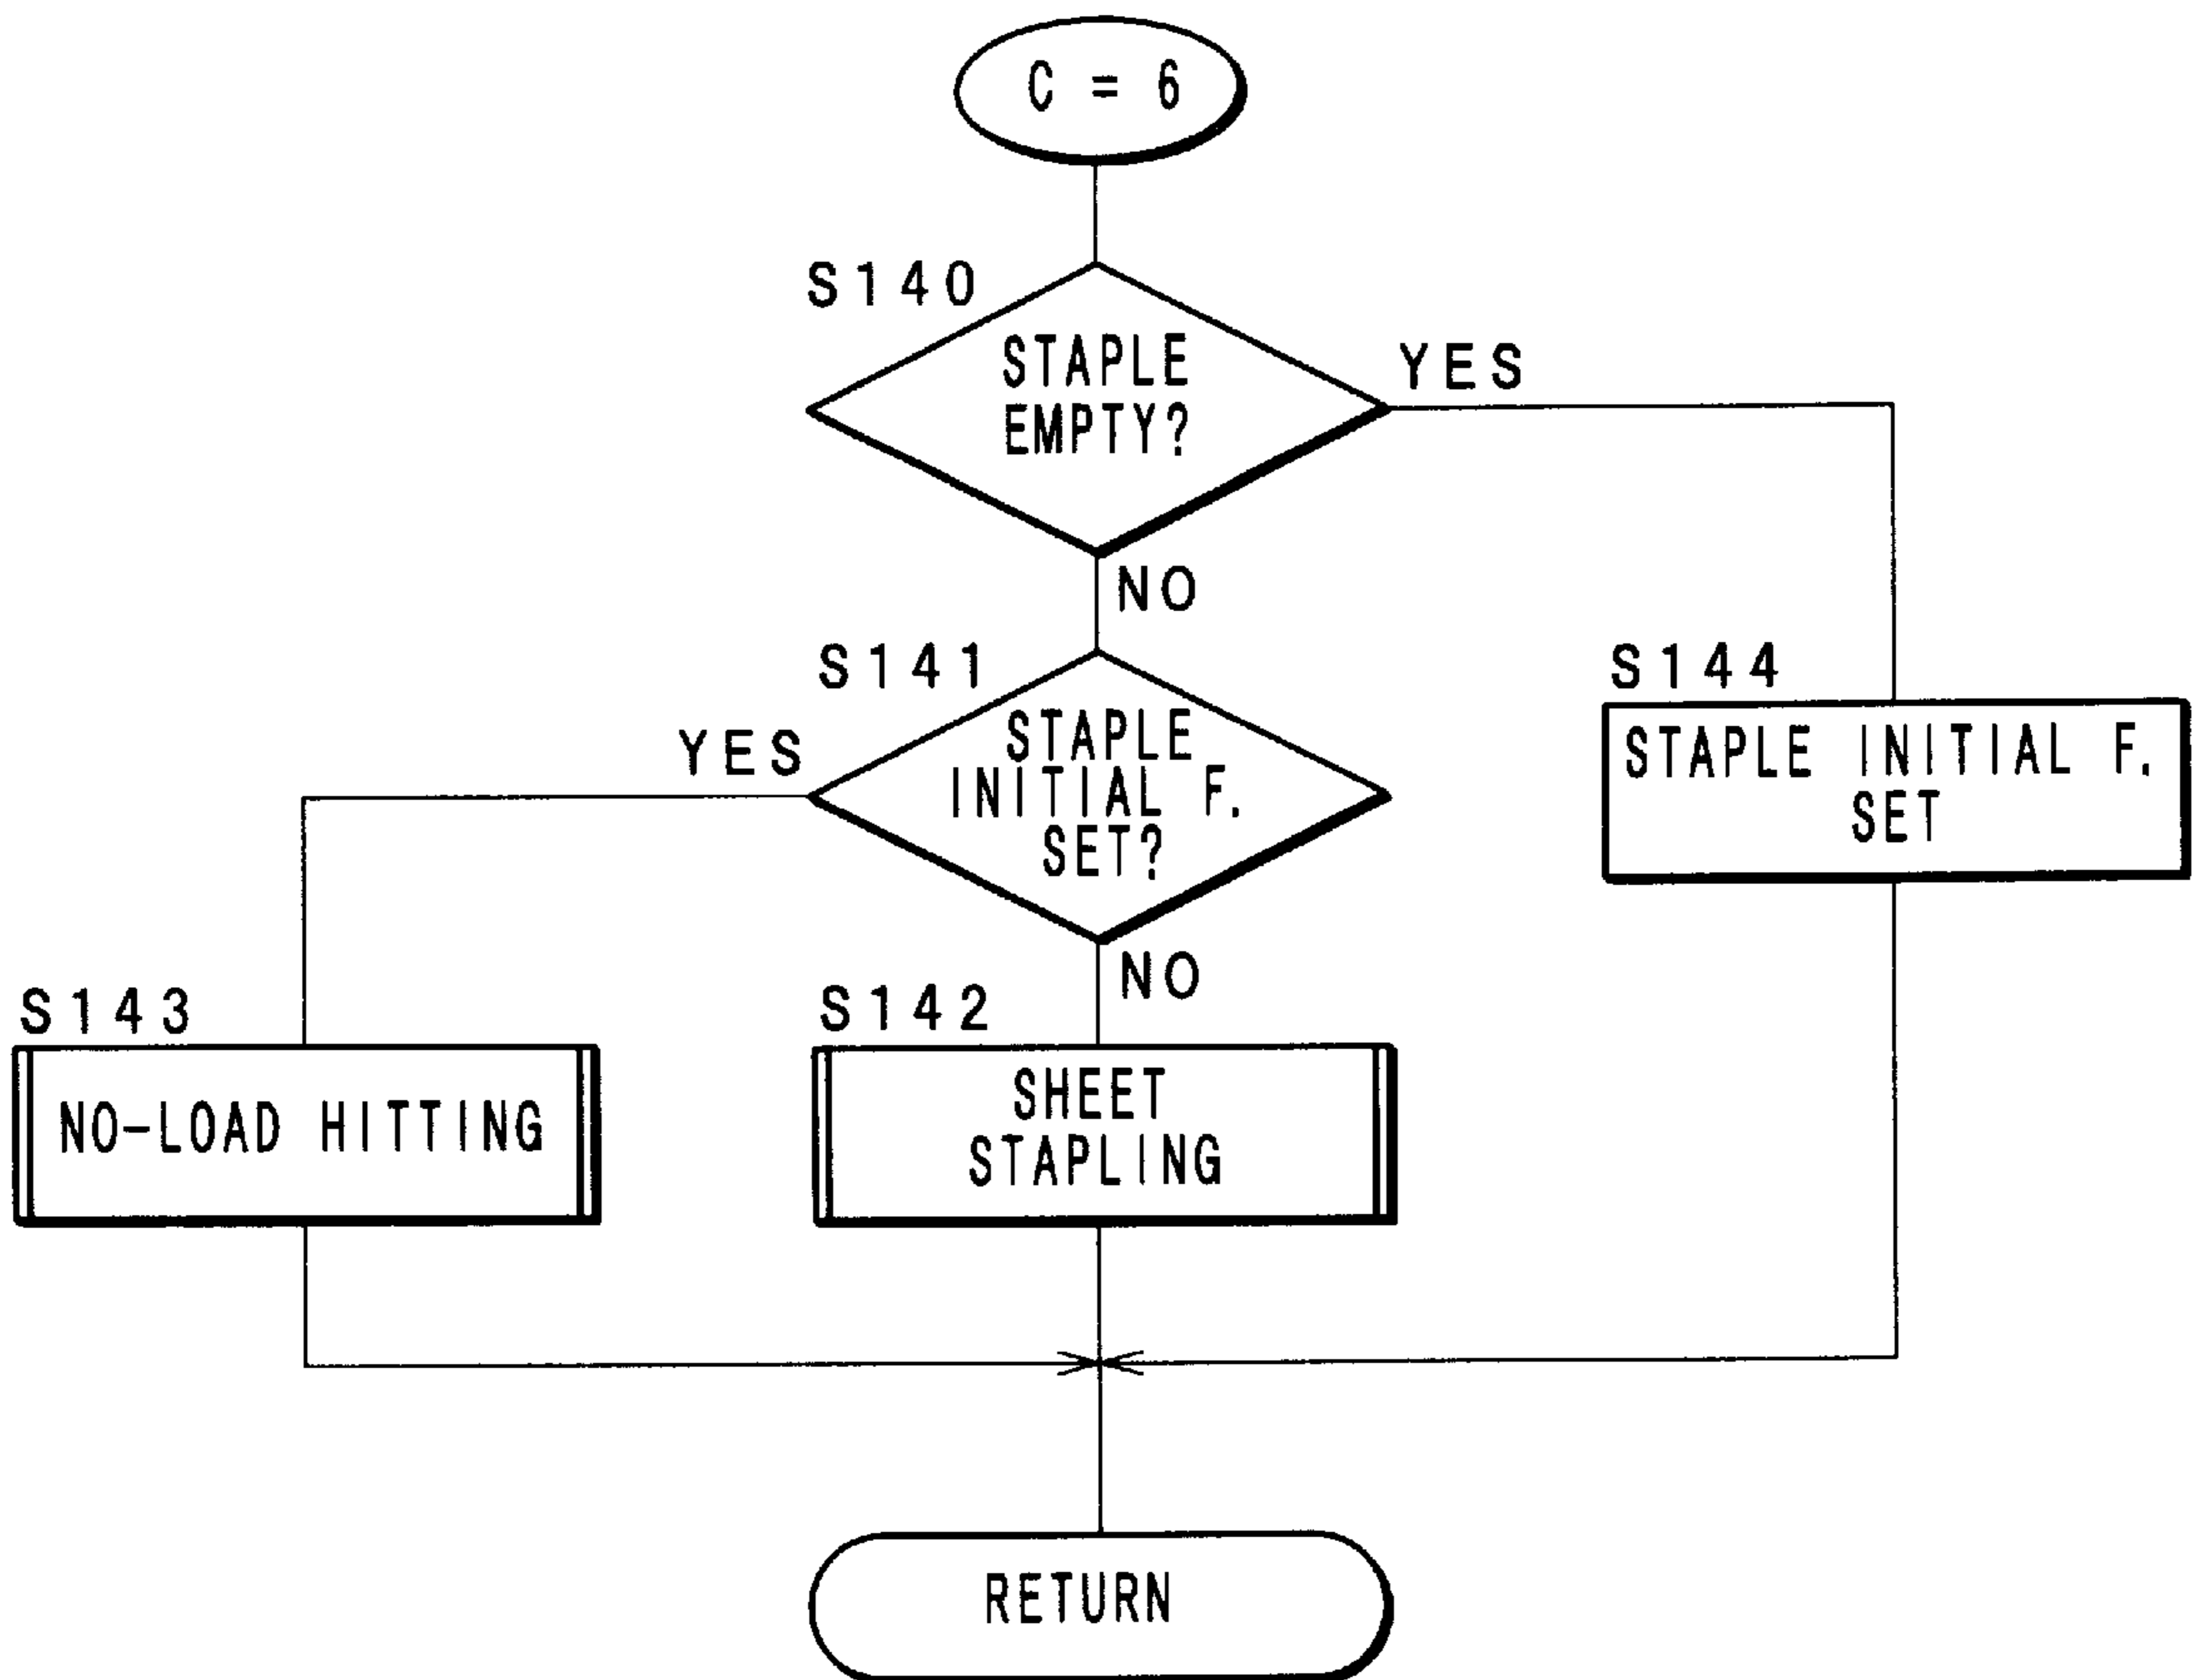 C = 6
S140
STAPLE
EMPTY?
YES
NO
S141
STAPLE
INITIAL F.
SET?
YES
NO
S144
STAPLE INITIAL F.
SET
S143
NO-LOAD HITTING
S142
SHEET
STAPLING
RETURN